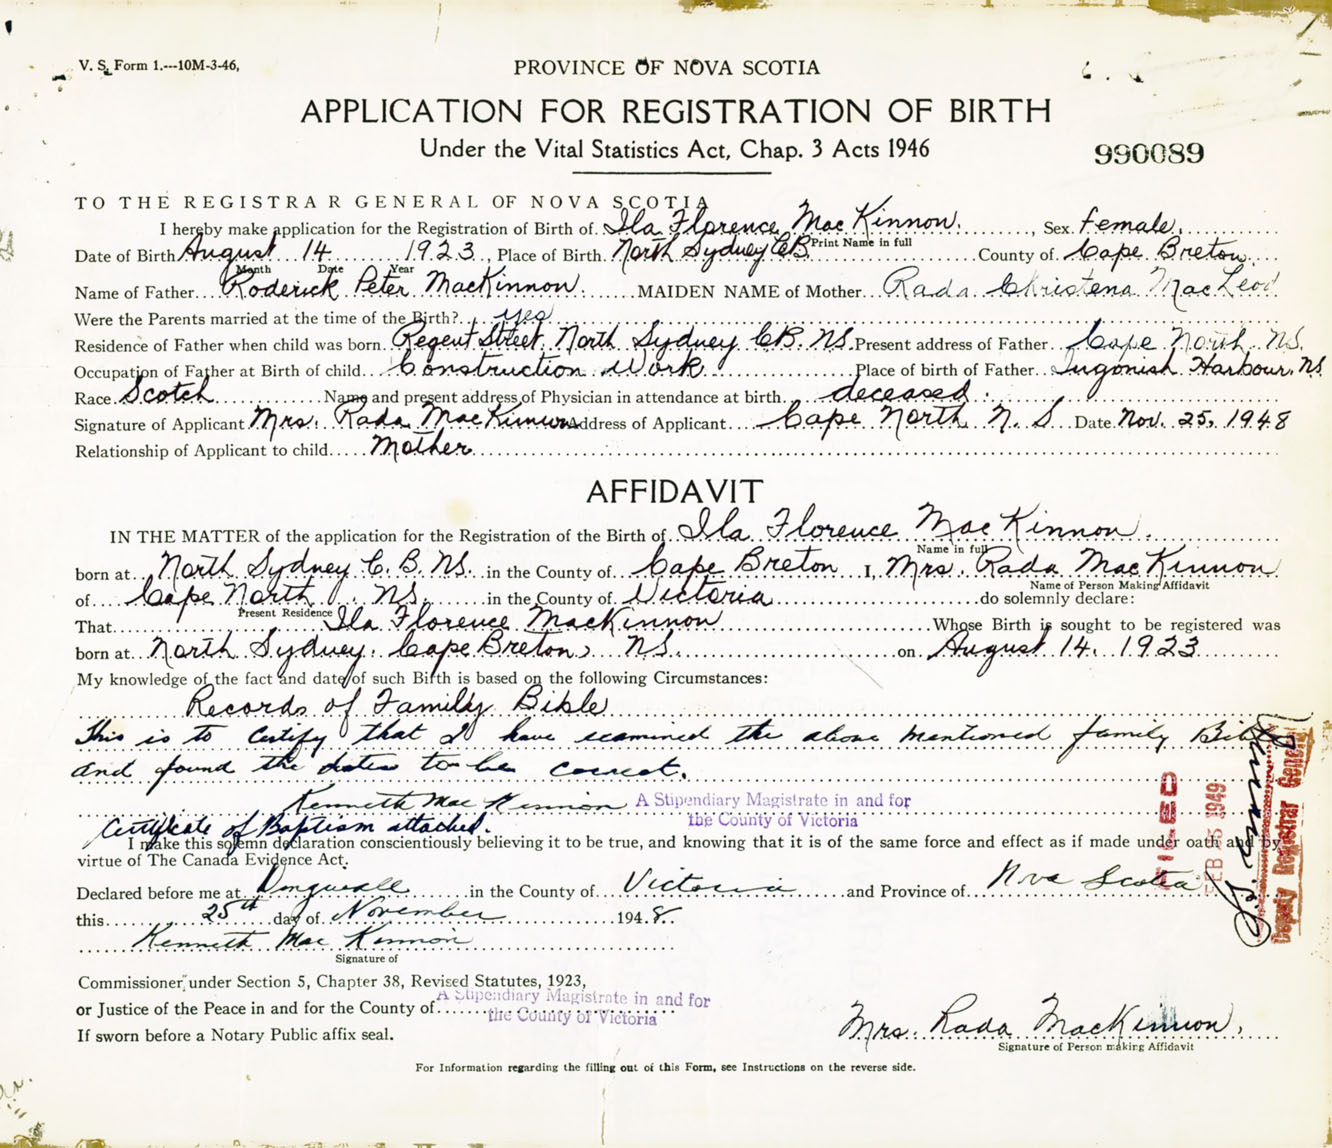 V. S. Form 1.---10M-3-46,
PROVINCE OF NOVA SCOTIA
APPLICATION FOR REGISTRATION OF BIRTH
Under the Vital Statistics Act, Chap. 3 Acts 1946
990089
TO THE REGISTRAR GENERAL OF NOVA SCOTIA
I hereby make application for the Registration of Birth of Ila Florence MacKinnon, Sex Female.
Print Name in full
Date of Birth August 14 1923, Place of Birth North Sydney C.B. County of Cape Breton
Month Date Year
Name of Father Roderick Peter MacKinnon MAIDEN NAME of Mother Rada Christena MacLeod
Were the Parents married at the time of the Birth? yes
Residence of Father when child was born Regent Street North Sydney C.B. N.S. Present address of Father Cape North N.S.
Occupation of Father at Birth of child Construction Work Place of birth of Father Ingonish Harbour, N.S.
Race Scotch Name and present address of Physician in attendance at birth deceased.
Signature of Applicant Mrs. Rada MacKinnon Address of Applicant Cape North N. S Date Nov. 25, 1948
Relationship of Applicant to child Mother
AFFIDAVIT
IN THE MATTER of the application for the Registration of the Birth of Ila Florence MacKinnon
Name in full
born at North Sydney C. B. N.S. in the County of Cape Breton I, Mrs. Rada MacKinnon
Name of Person Making Affidavit
of Cape North, N.S. in the County of Victoria do solemnly declare:
Present Residence
That Ila Florence MacKinnon Whose Birth is sought to be registered was
born at North Sydney, Cape Breton, N.S. on August 14, 1923
My knowledge of the fact and date of such Birth is based on the following Circumstances:
Records of Family Bible
This is to certify that I have examined the above mentioned family Bible
and found the dates to be correct.
Kenneth MacKinnon A Stipendiary Magistrate in and for
the County of Victoria
Certificate of Baptism attached.
I make this solemn declaration conscientiously believing it to be true, and knowing that it is of the same force and effect as if made under oath and by
virtue of The Canada Evidence Act.
Declared before me at Dingwall in the County of Victoria and Province of Nova Scotia
this 25th day of November 1948
Kenneth MacKinnon
Signature of
Commissioner under Section 5, Chapter 38, Revised Statutes, 1923,
or Justice of the Peace in and for the County of
A Stipendiary Magistrate in and for
the County of Victoria
If sworn before a Notary Public affix seal.
Mrs. Rada MacKinnon,
Signature of Person making Affidavit
For Information regarding the filling out of this Form, see Instructions on the reverse side.
FILED
FEB 1949
Deputy Registrar General